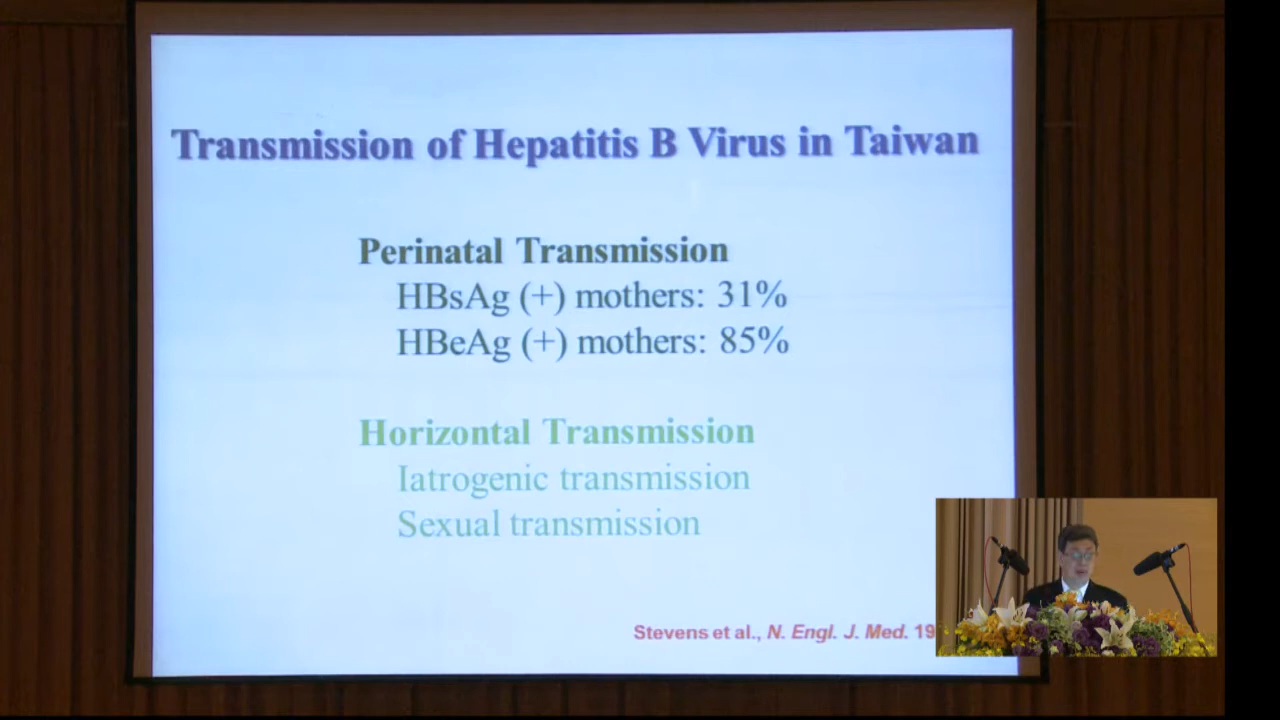 Transmission of Hepatitis B Virus in Taiwan
Perinatal Transmission
HBsAg (+) mothers: 31%
HBeAg (+) mothers: 85%
Horizontal Transmission
Iatrogenic transmission
Sexual transmission
Stevens et al., N. Engl. J. Med. 19